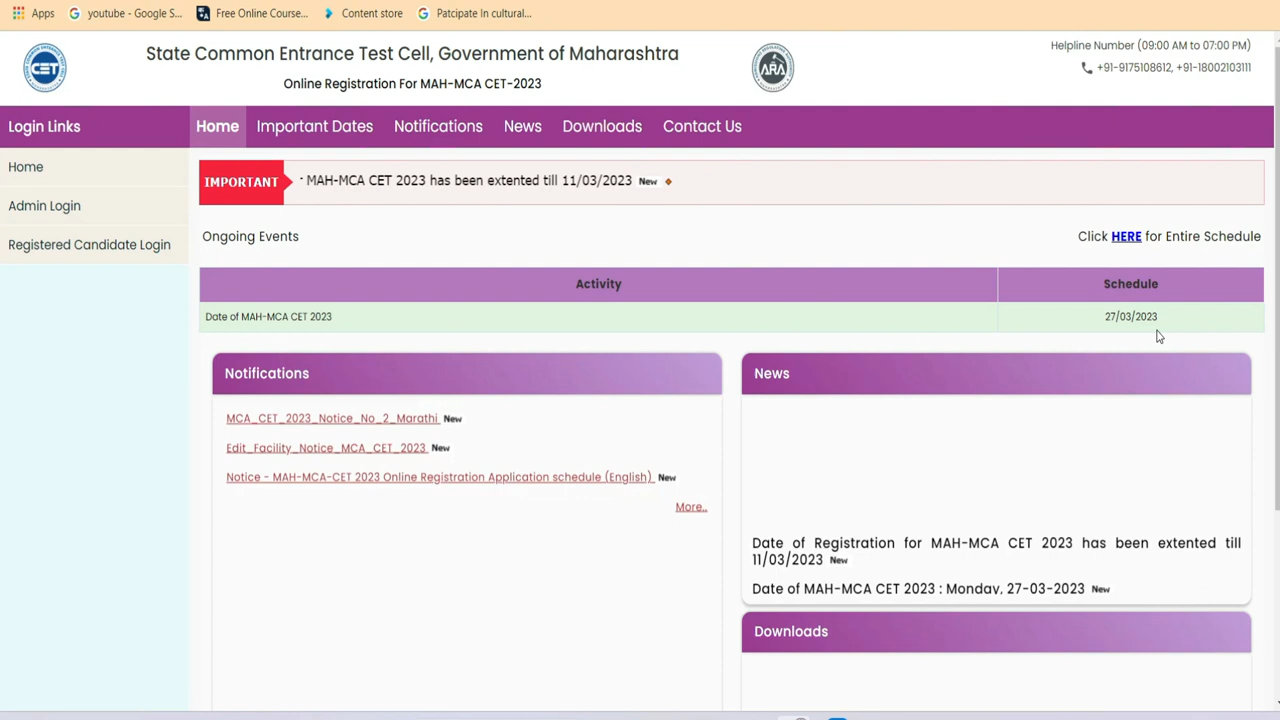 Apps youtube - Google S... Free Online Course... Content store Patcipate In cultural...
CET
State Common Entrance Test Cell, Government of Maharashtra
Online Registration For MAH-MCA CET-2023
ARA
Helpline Number (09:00 AM to 07:00 PM)
+91-9175108612, +91-18002103111
Login Links
Home Important Dates Notifications News Downloads Contact Us
Home
Admin Login
Registered Candidate Login
IMPORTANT
MAH-MCA CET 2023 has been extented till 11/03/2023 New
Ongoing Events
Click HERE for Entire Schedule
Activity Schedule
Date of MAH-MCA CET 2023 27/03/2023
Notifications
MCA_CET_2023_Notice_No_2_Marathi New
Edit_Facility_Notice_MCA_CET_2023 New
Notice - MAH-MCA-CET 2023 Online Registration Application schedule (English) New
More..
News
Date of Registration for MAH-MCA CET 2023 has been extented till
11/03/2023 New
Date of MAH-MCA CET 2023 : Monday, 27-03-2023 New
Downloads